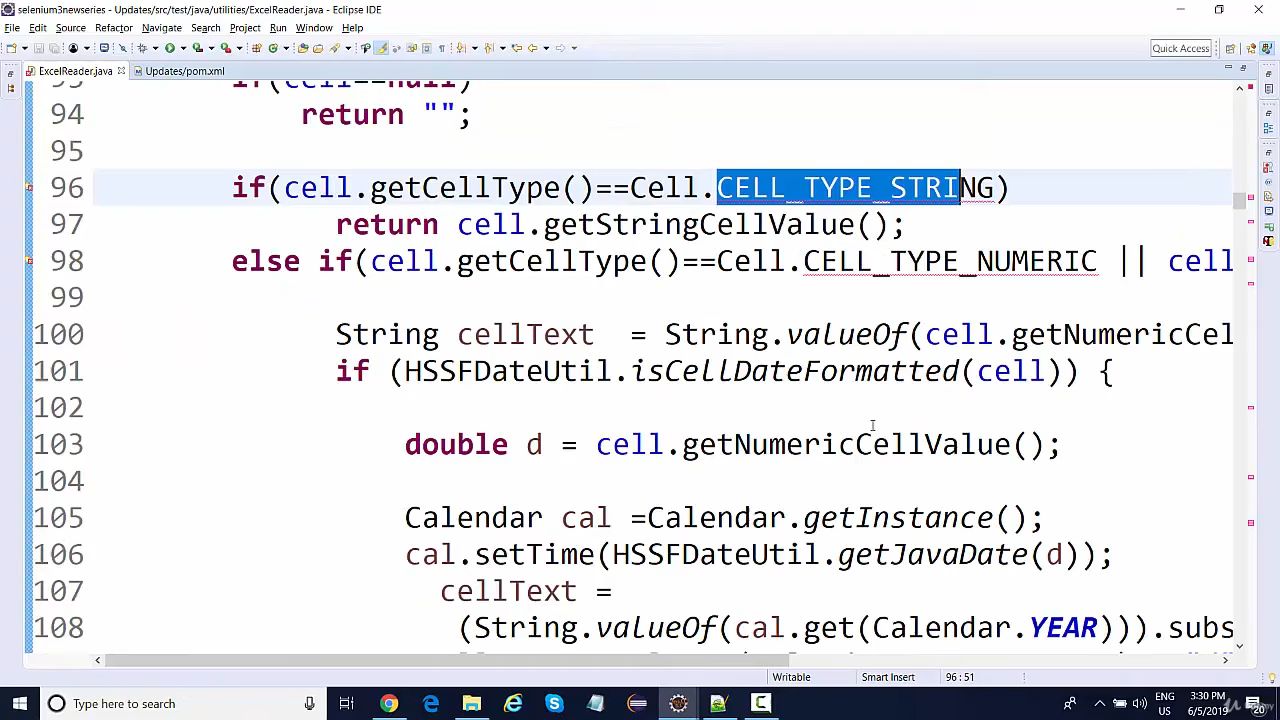 selenium3newseries - Updates/src/test/java/utilities/ExcelReader.java - Eclipse IDE
File Edit Source Refactor Navigate Search Project Run Window Help
Quick Access
ExcelReader.java Updates/pom.xml
93 if(cell==null)
94 return "";
95
96 if(cell.getCellType()==Cell.CELL_TYPE_STRING)
97 return cell.getStringCellValue();
98 else if(cell.getCellType()==Cell.CELL_TYPE_NUMERIC || cell
99
100 String cellText = String.valueOf(cell.getNumericCel
101 if (HSSFDateUtil.isCellDateFormatted(cell)) {
102
103 double d = cell.getNumericCellValue();
104
105 Calendar cal =Calendar.getInstance();
106 cal.setTime(HSSFDateUtil.getJavaDate(d));
107 cellText =
108 (String.valueOf(cal.get(Calendar.YEAR))).subs
Writable Smart Insert 96 : 51
Type here to search
ENG
US
3:30 PM
6/5/2019
20